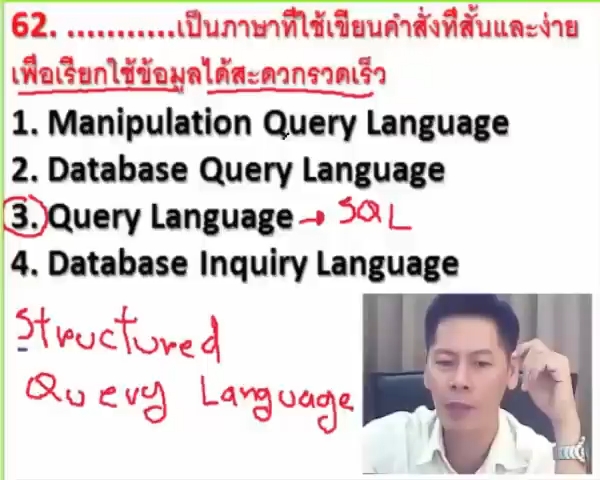 62. ...........เป็นภาษาที่ใช้เขียนคำสั่งที่สั้นและง่าย
เพื่อเรียกใช้ข้อมูลได้สะดวกรวดเร็ว
1. Manipulation Query Language
2. Database Query Language
3. Query Language → SQL
4. Database Inquiry Language
Structured
Query Language